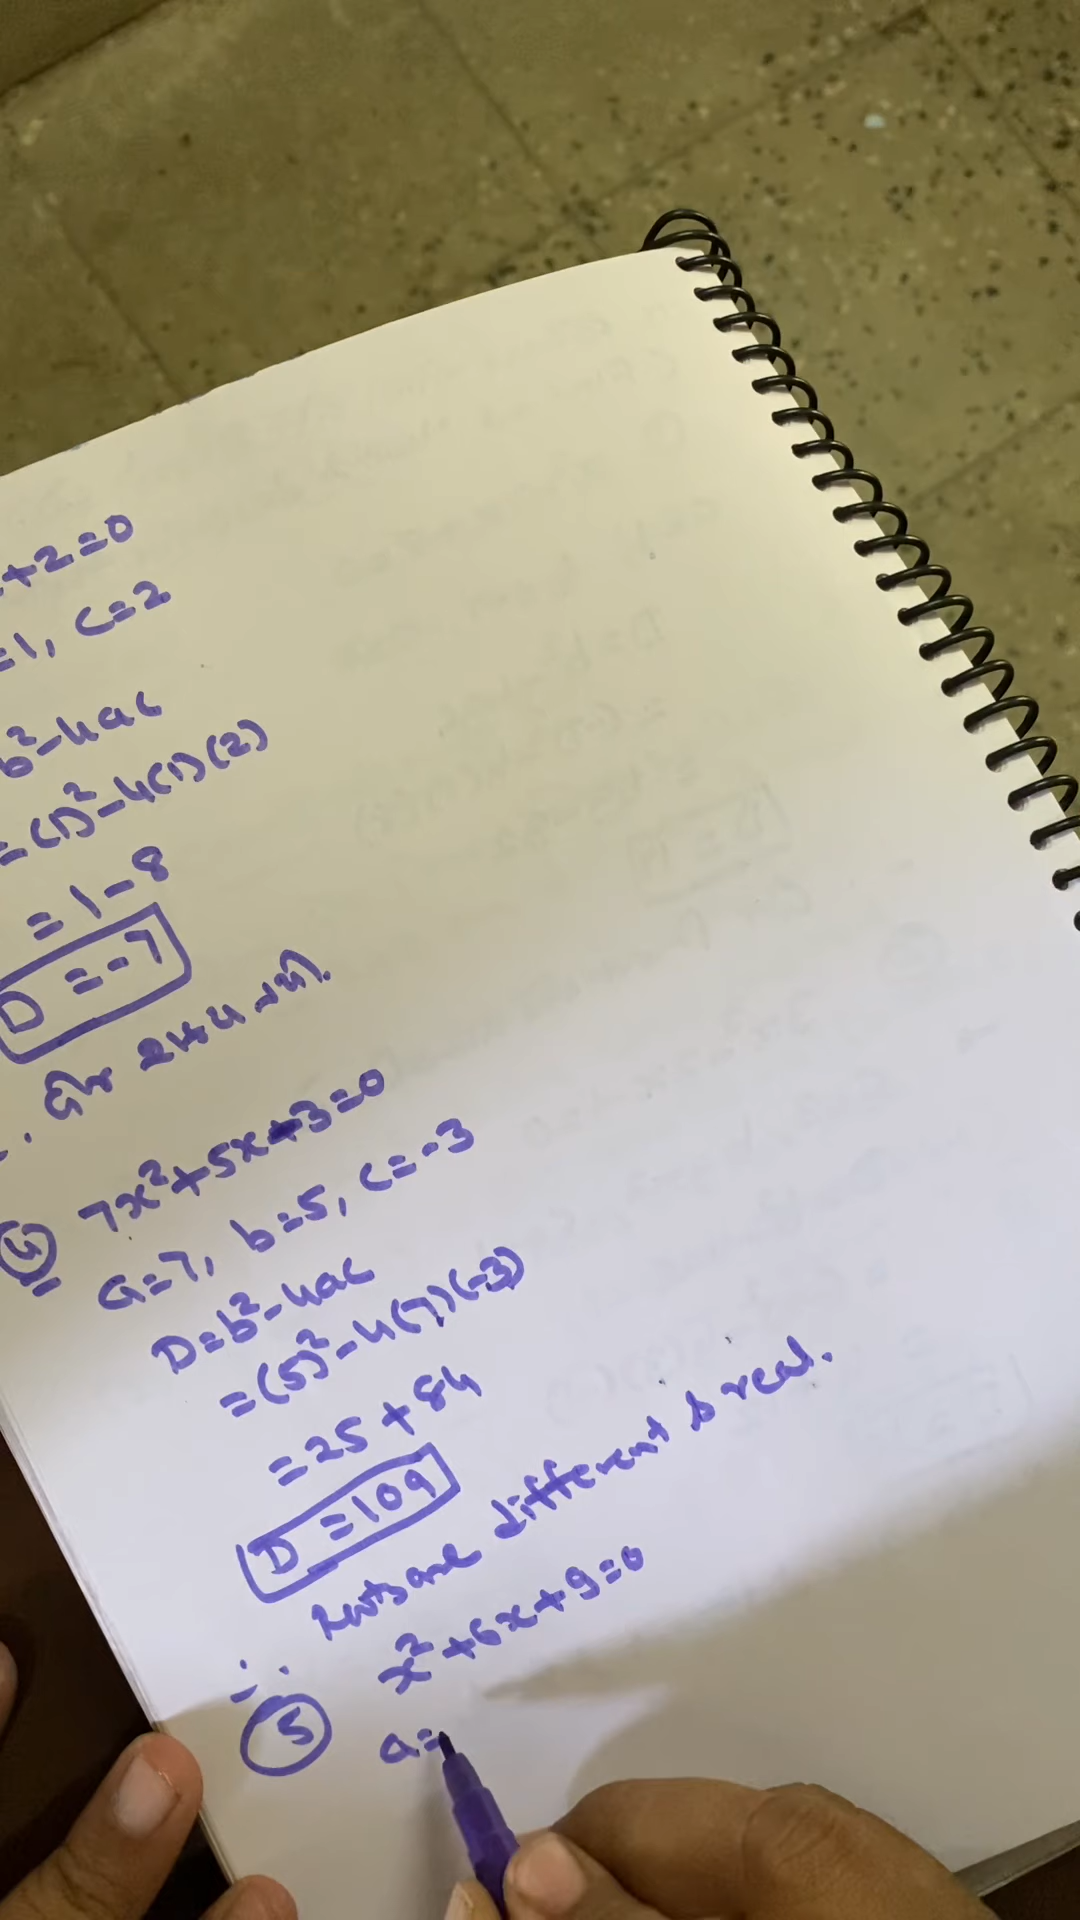 +2=0
=1, c=2
b²-4ac
=(1)²-4(1)(2)
=1-8
D=-7
④ 7x²+5x-3=0
a=7, b=5, c=-3
D=b²-4ac
=(5)²-4(7)(-3)
=25+84
D=109
∴ Roots are different & real.
⑤ x²+6x+9=0
a=